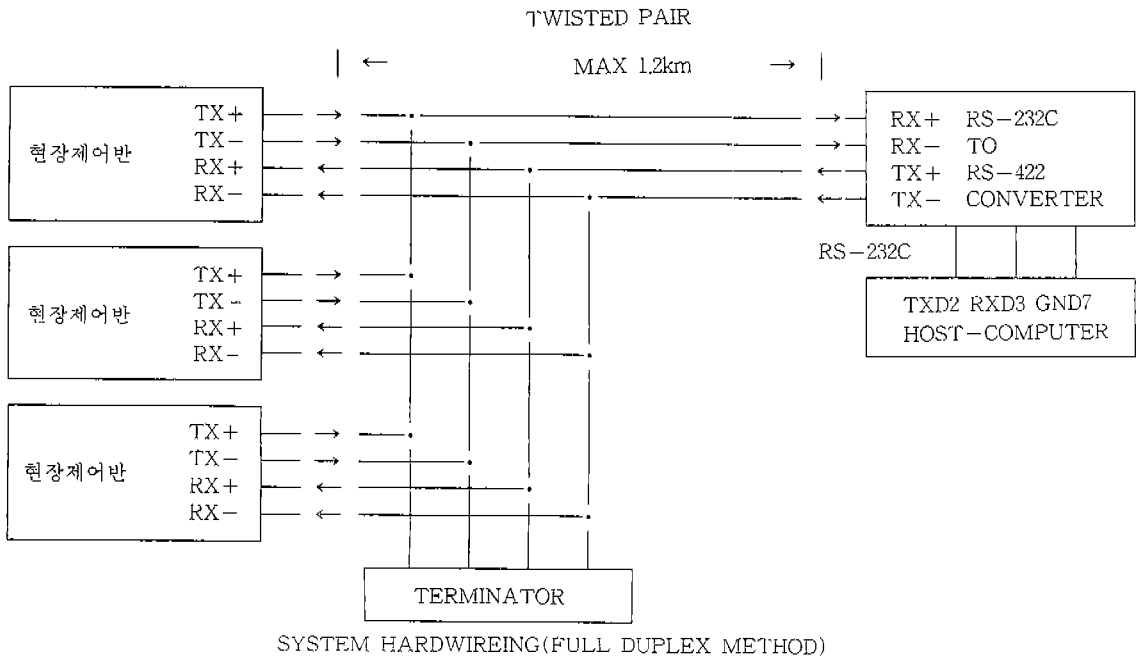 TWISTED PAIR
MAX 1.2km
현장제어반
TX+
TX-
RX+
RX-
RX+ RS-232C
RX- TO
TX+ RS-422
TX- CONVERTER
RS-232C
TXD2 RXD3 GND7
HOST-COMPUTER
현장제어반
TX+
TX-
RX+
RX-
현장제어반
TX+
TX-
RX+
RX-
TERMINATOR
SYSTEM HARDWIREING(FULL DUPLEX METHOD)